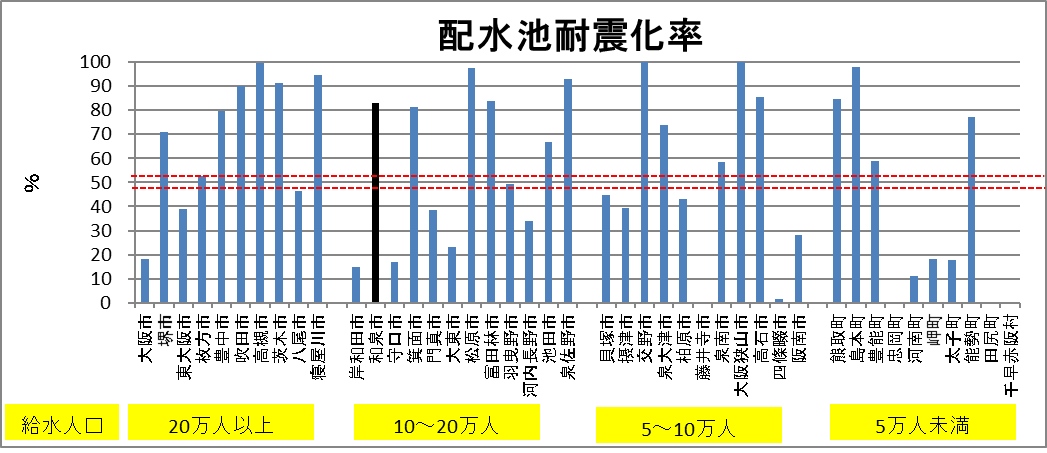 配水池耐震化率
%
100
90
80
70
60
50
40
30
20
10
0
大阪市
堺市
東大阪市
枚方市
豊中市
吹田市
高槻市
茨木市
八尾市
寝屋川市
岸和田市
和泉市
守口市
箕面市
門真市
大東市
松原市
富田林市
羽曳野市
河内長野市
池田市
泉佐野市
貝塚市
摂津市
交野市
泉大津市
柏原市
藤井寺市
泉南市
大阪狭山市
高石市
四條畷市
阪南市
熊取町
島本町
豊能町
忠岡町
河南町
岬町
太子町
能勢町
田尻町
千早赤阪村
給水人口
20万人以上
10～20万人
5～10万人
5万人未満